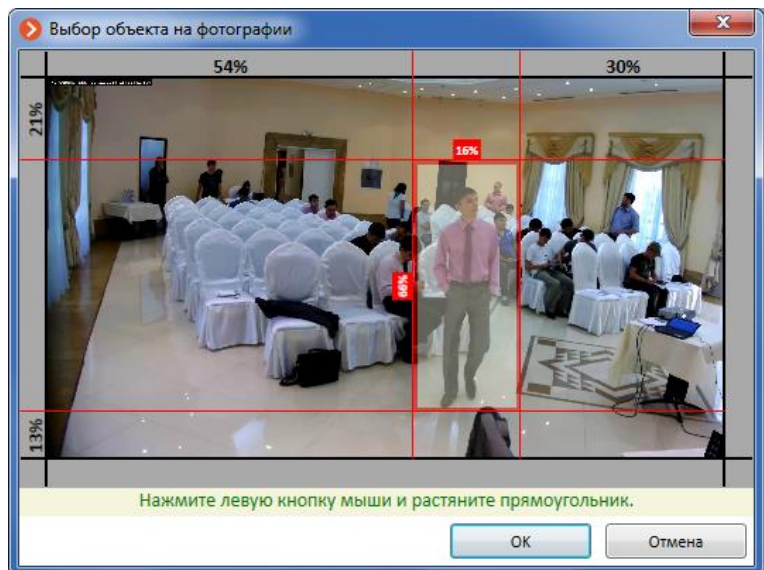 Выбор объекта на фотографии
54%
30%
21%
16%
66%
13%
Нажмите левую кнопку мыши и растяните прямоугольник.
OK
Отмена